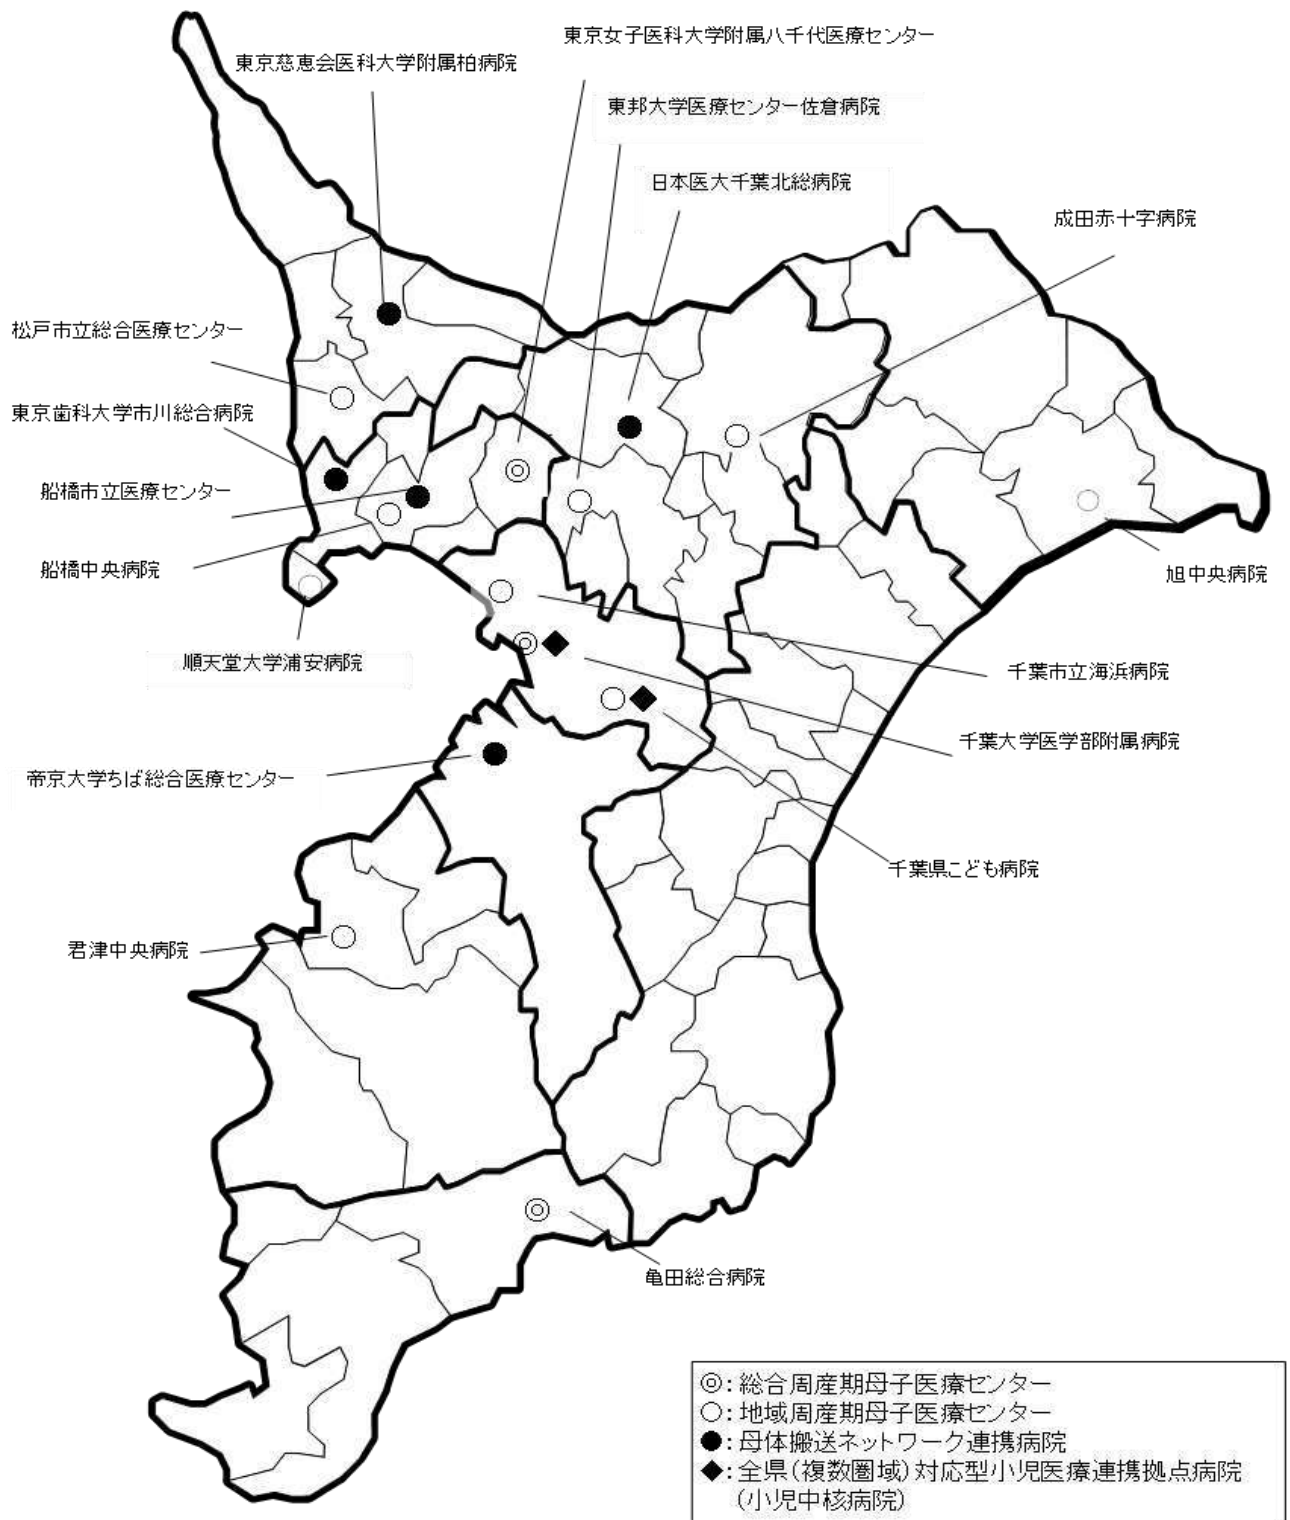 東京女子医科大学附属八千代医療センター
東京慈恵会医科大学附属柏病院
東邦大学医療センター佐倉病院
日本医大千葉北総病院
成田赤十字病院
松戸市立総合医療センター
東京歯科大学市川総合病院
船橋市立医療センター
船橋中央病院
旭中央病院
順天堂大学浦安病院
千葉市立海浜病院
千葉大学医学部附属病院
帝京大学ちば総合医療センター
千葉県こども病院
君津中央病院
亀田総合病院
◎：総合周産期母子医療センター
○：地域周産期母子医療センター
●：母体搬送ネットワーク連携病院
◆：全県（複数圏域）対応型小児医療連携拠点病院
（小児中核病院）